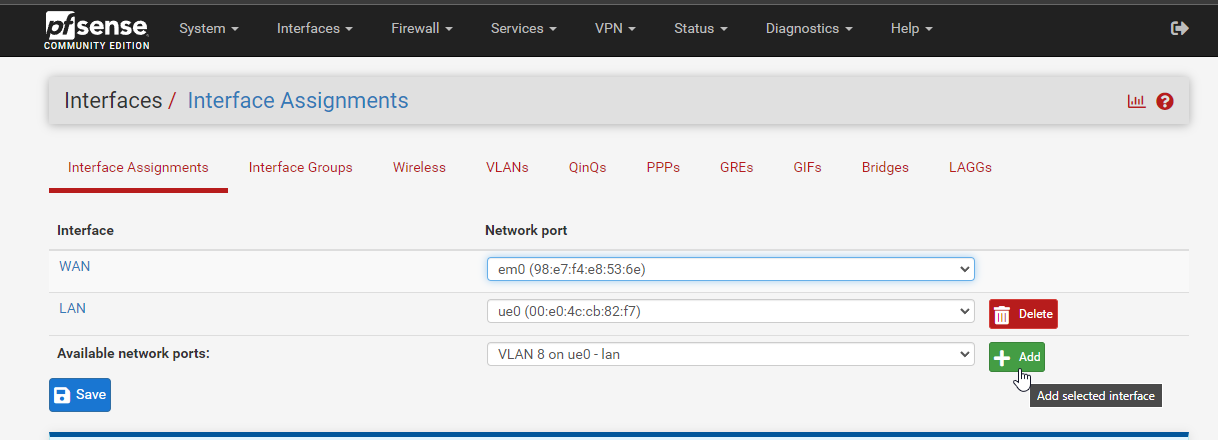 pfsense
COMMUNITY EDITION
System Interfaces Firewall Services VPN Status Diagnostics Help
Interfaces / Interface Assignments
Interface Assignments Interface Groups Wireless VLANs QinQs PPPs GREs GIFs Bridges LAGGs
Interface Network port
WAN em0 (98:e7:f4:e8:53:6e)
LAN ue0 (00:e0:4c:cb:82:f7) Delete
Available network ports: VLAN 8 on ue0 - lan Add
Save
Add selected interface